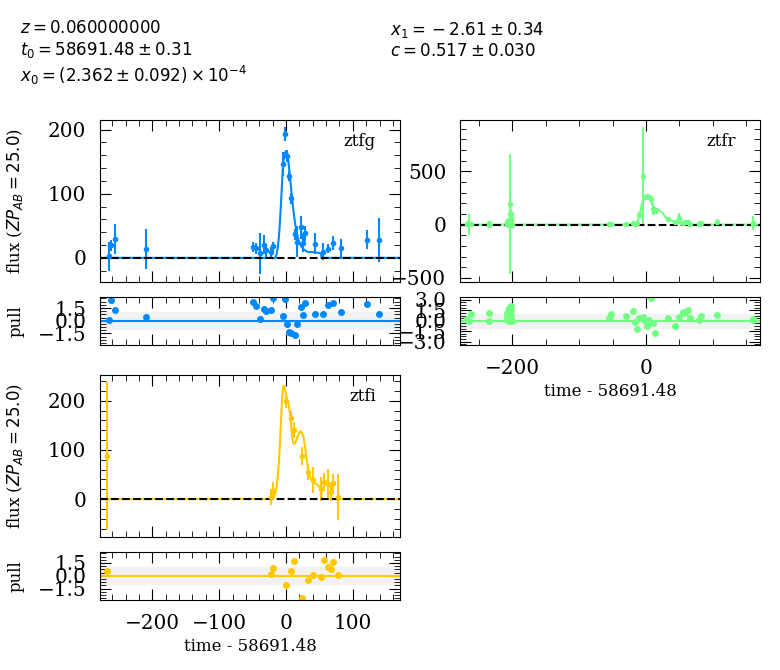 z = 0.060000000
t₀ = 58691.48 ± 0.31
x₀ = (2.362 ± 0.092) × 10⁻⁴
x₁ = −2.61 ± 0.34
c = 0.517 ± 0.030
flux (ZP_AB = 25.0)
200
100
0
ztfg
500
0
−500
ztfr
pull
1.5
0.0
−1.5
3.0
1.5
0.0
−1.5
−3.0
−200
0
time - 58691.48
flux (ZP_AB = 25.0)
200
100
0
ztfi
pull
1.5
0.0
−1.5
−200
−100
0
100
time - 58691.48